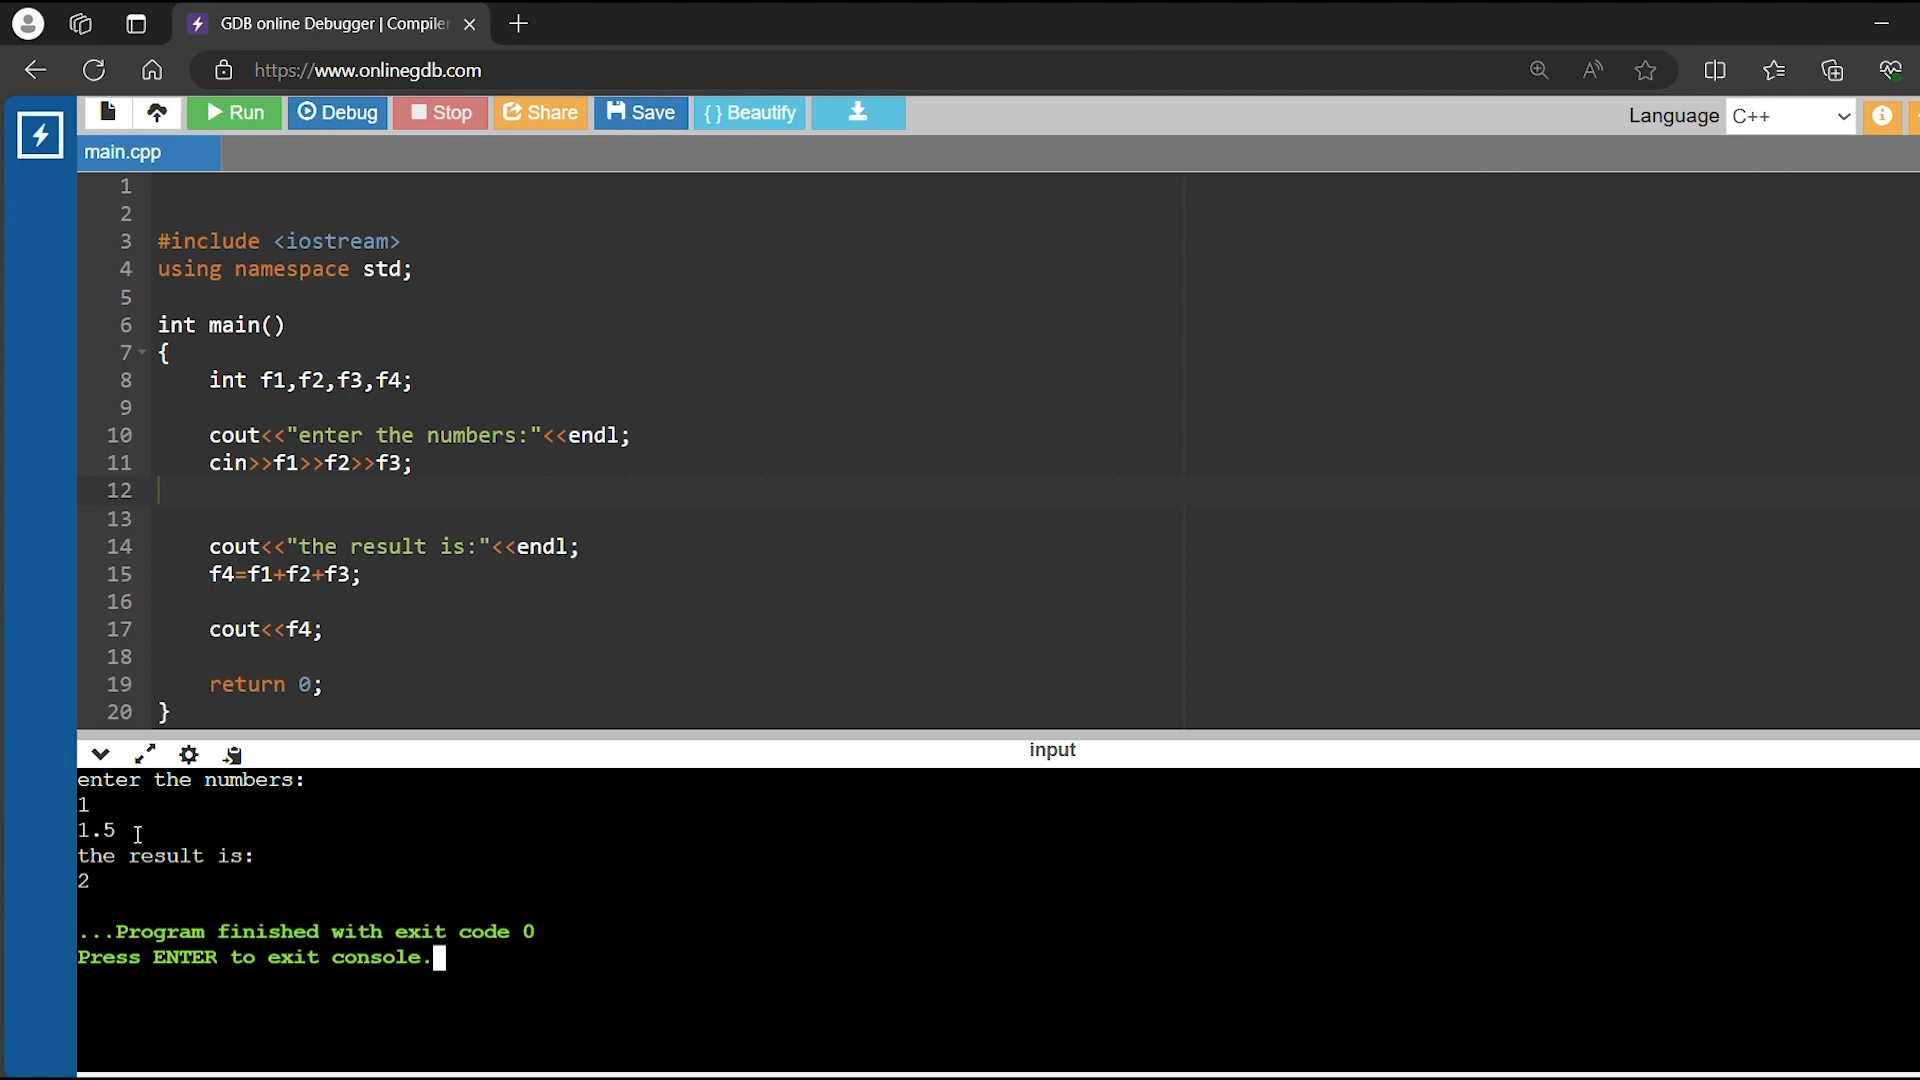 GDB online Debugger | Compiler
https://www.onlinegdb.com
Run Debug Stop Share Save { } Beautify
Language C++
main.cpp
1
2
3 #include <iostream>
4 using namespace std;
5
6 int main()
7 {
8 int f1,f2,f3,f4;
9
10 cout<<"enter the numbers:"<<endl;
11 cin>>f1>>f2>>f3;
12
13
14 cout<<"the result is:"<<endl;
15 f4=f1+f2+f3;
16
17 cout<<f4;
18
19 return 0;
20 }
input
enter the numbers:
1
1.5
the result is:
2
...Program finished with exit code 0
Press ENTER to exit console.